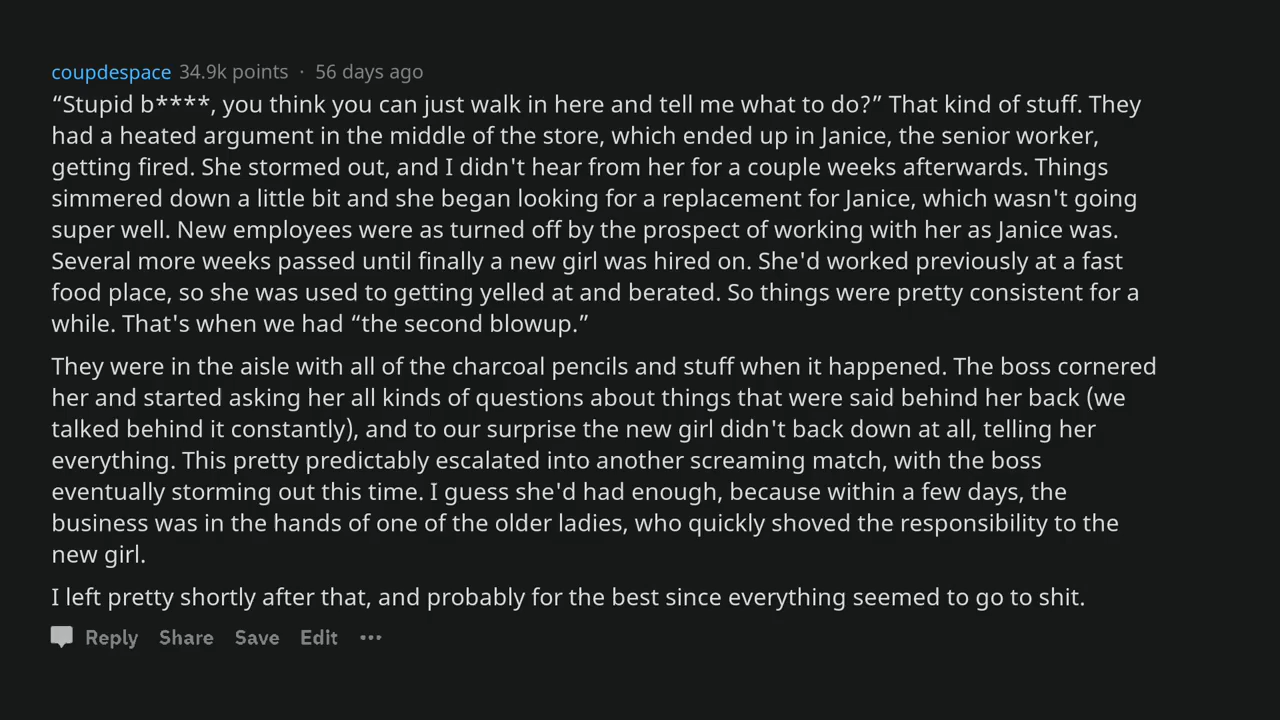 coupdespace 34.9k points · 56 days ago
“Stupid b****, you think you can just walk in here and tell me what to do?” That kind of stuff. They
had a heated argument in the middle of the store, which ended up in Janice, the senior worker,
getting fired. She stormed out, and I didn't hear from her for a couple weeks afterwards. Things
simmered down a little bit and she began looking for a replacement for Janice, which wasn't going
super well. New employees were as turned off by the prospect of working with her as Janice was.
Several more weeks passed until finally a new girl was hired on. She'd worked previously at a fast
food place, so she was used to getting yelled at and berated. So things were pretty consistent for a
while. That's when we had “the second blowup.”
They were in the aisle with all of the charcoal pencils and stuff when it happened. The boss cornered
her and started asking her all kinds of questions about things that were said behind her back (we
talked behind it constantly), and to our surprise the new girl didn't back down at all, telling her
everything. This pretty predictably escalated into another screaming match, with the boss
eventually storming out this time. I guess she'd had enough, because within a few days, the
business was in the hands of one of the older ladies, who quickly shoved the responsibility to the
new girl.
I left pretty shortly after that, and probably for the best since everything seemed to go to shit.
Reply Share Save Edit •••